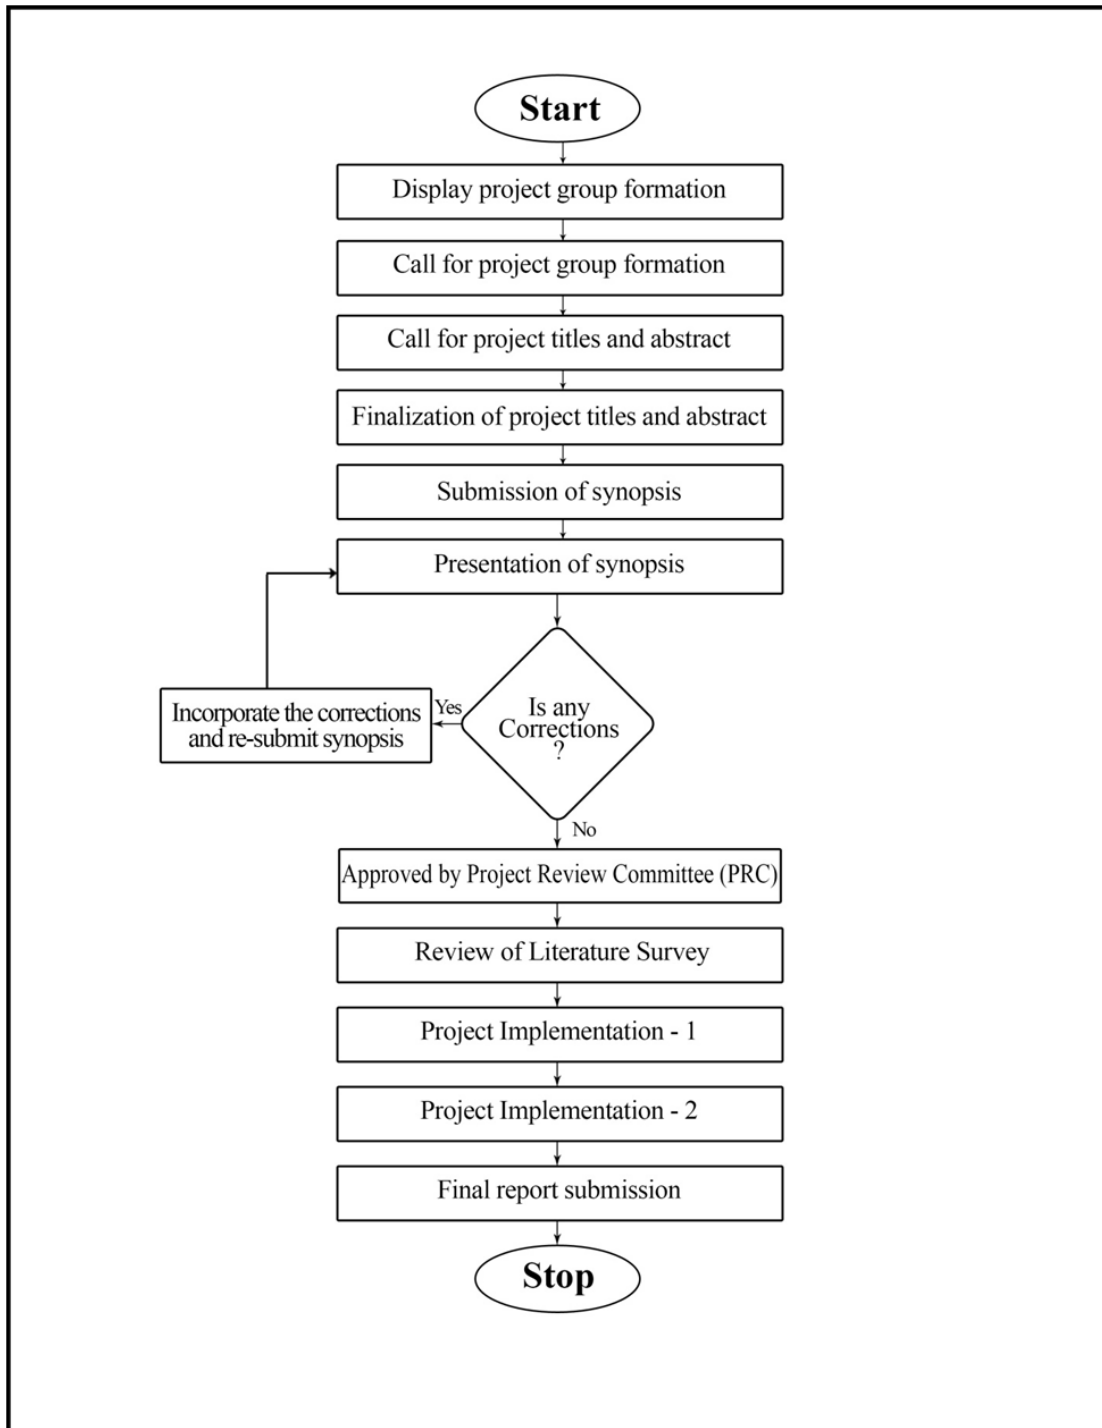 Start
Display project group formation
Call for project group formation
Call for project titles and abstract
Finalization of project titles and abstract
Submission of synopsis
Presentation of synopsis
Incorporate the corrections
and re-submit synopsis
Yes
Is any
Corrections
?
No
Approved by Project Review Committee (PRC)
Review of Literature Survey
Project Implementation - 1
Project Implementation - 2
Final report submission
Stop